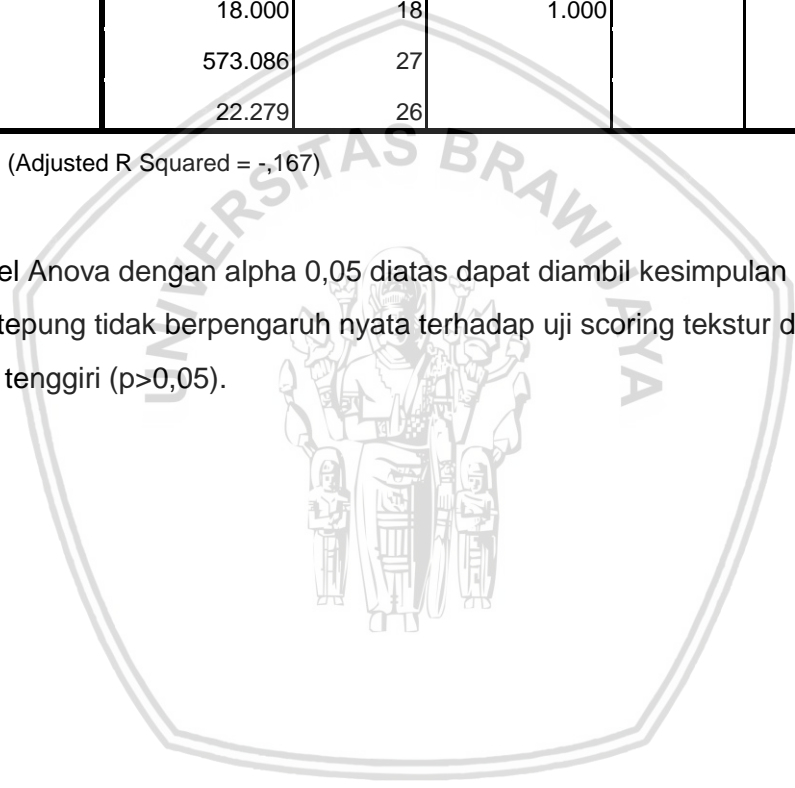 18.000 18 1.000
573.086 27
22.279 26
(Adjusted R Squared = -,167)
UNIVERSITAS BRAWIJAYA
el Anova dengan alpha 0,05 diatas dapat diambil kesimpulan
tepung tidak berpengaruh nyata terhadap uji scoring tekstur d
tenggiri (p>0,05).